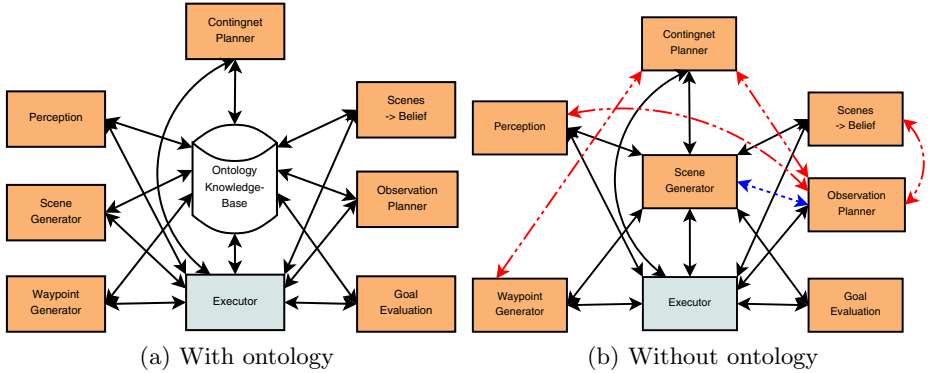 Contingnet
Planner
Perception
Scenes
-> Belief
Ontology
Knowledge-
Base
Scene
Generator
Observation
Planner
Waypoint
Generator
Executor
Goal
Evaluation
(a) With ontology
Contingnet
Planner
Perception
Scenes
-> Belief
Scene
Generator
Observation
Planner
Waypoint
Generator
Executor
Goal
Evaluation
(b) Without ontology